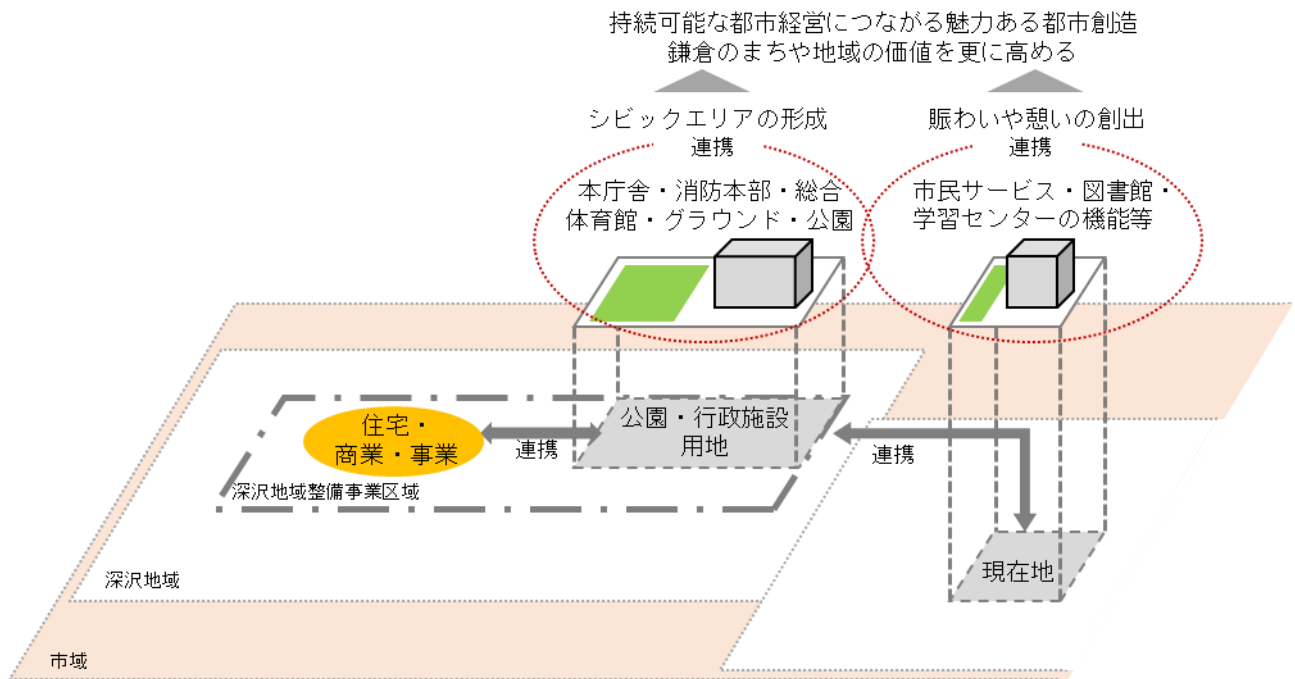 持続可能な都市経営につながる魅力ある都市創造
鎌倉のまちや地域の価値を更に高める
シビックエリアの形成
連携
本庁舎・消防本部・総合
体育館・グラウンド・公園
賑わいや憩いの創出
連携
市民サービス・図書館・
学習センターの機能等
住宅・
商業・事業
連携
公園・行政施設
用地
連携
深沢地域整備事業区域
現在地
深沢地域
市域